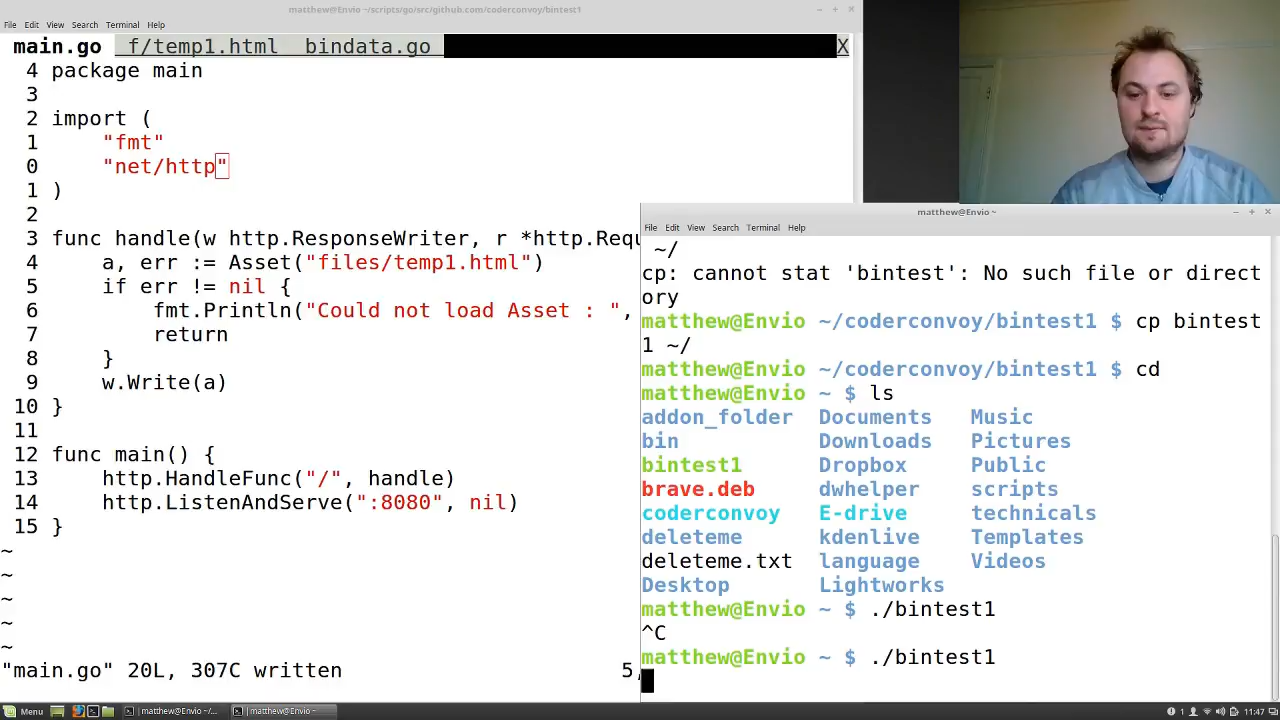 matthew@Envio ~/scripts/go/src/github.com/coderconvoy/bintest1
File Edit View Search Terminal Help
main.go f/temp1.html bindata.go X
4 package main
3
2 import (
1 "fmt"
0 "net/http"
1 )
2
3 func handle(w http.ResponseWriter, r *http.Requ
4 a, err := Asset("files/temp1.html")
5 if err != nil {
6 fmt.Println("Could not load Asset : ",
7 return
8 }
9 w.Write(a)
10 }
11
12 func main() {
13 http.HandleFunc("/", handle)
14 http.ListenAndServe(":8080", nil)
15 }
~
~
~
~
~
"main.go" 20L, 307C written 5,
matthew@Envio ~
File Edit View Search Terminal Help
~/
cp: cannot stat 'bintest': No such file or direct
ory
matthew@Envio ~/coderconvoy/bintest1 $ cp bintest
1 ~/
matthew@Envio ~/coderconvoy/bintest1 $ cd
matthew@Envio ~ $ ls
addon_folder Documents Music
bin Downloads Pictures
bintest1 Dropbox Public
brave.deb dwhelper scripts
coderconvoy E-drive technicals
deleteme kdenlive Templates
deleteme.txt language Videos
Desktop Lightworks
matthew@Envio ~ $ ./bintest1
^C
matthew@Envio ~ $ ./bintest1
Menu matthew@Envio ~/... matthew@Envio ~ 1 11:47